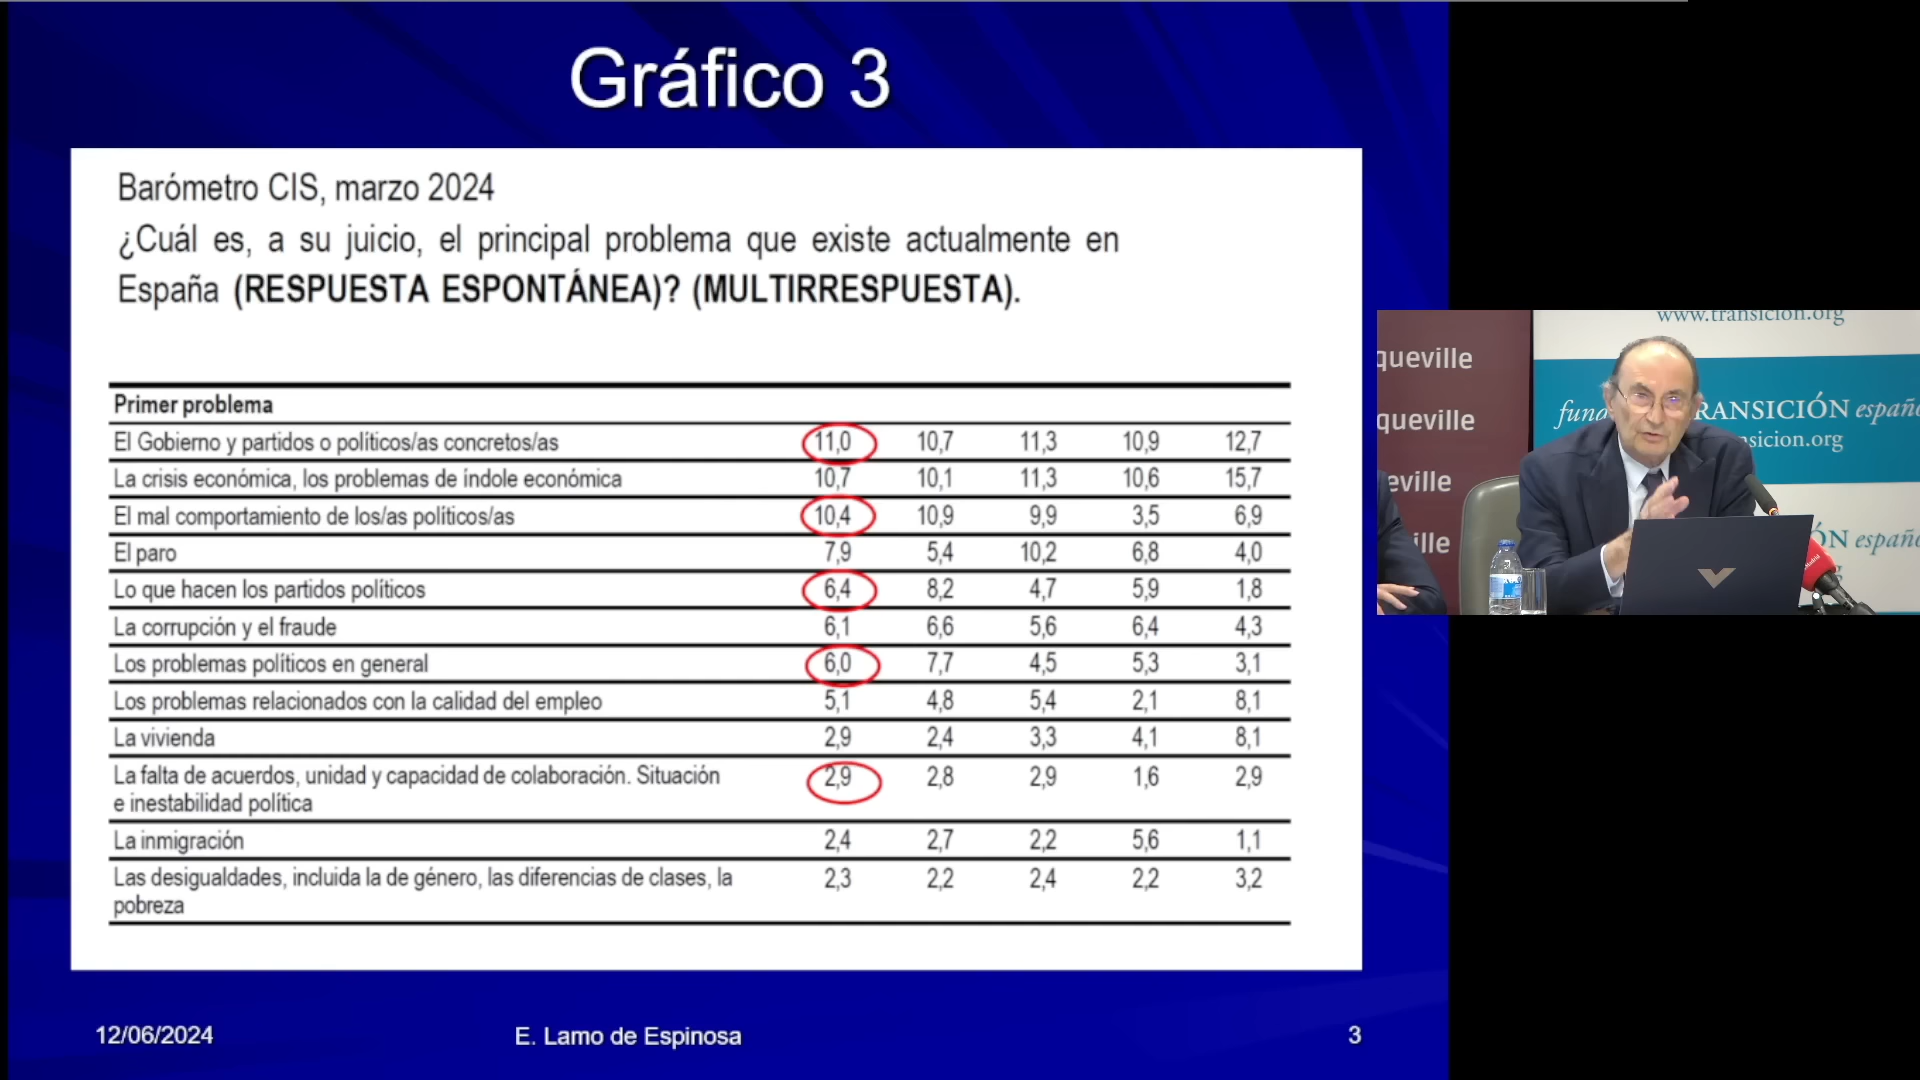 Gráfico 3
Barómetro CIS, marzo 2024
¿Cuál es, a su juicio, el principal problema que existe actualmente en
España (RESPUESTA ESPONTÁNEA)? (MULTIRRESPUESTA).
Primer problema
El Gobierno y partidos o políticos/as concretos/as 11,0 10,7 11,3 10,9 12,7
La crisis económica, los problemas de índole económica 10,7 10,1 11,3 10,6 15,7
El mal comportamiento de los/as políticos/as 10,4 10,9 9,9 3,5 6,9
El paro 7,9 5,4 10,2 6,8 4,0
Lo que hacen los partidos políticos 6,4 8,2 4,7 5,9 1,8
La corrupción y el fraude 6,1 6,6 5,6 6,4 4,3
Los problemas políticos en general 6,0 7,7 4,5 5,3 3,1
Los problemas relacionados con la calidad del empleo 5,1 4,8 5,4 2,1 8,1
La vivienda 2,9 2,4 3,3 4,1 8,1
La falta de acuerdos, unidad y capacidad de colaboración. Situación 2,9 2,8 2,9 1,6 2,9
e inestabilidad política
La inmigración 2,4 2,7 2,2 5,6 1,1
Las desigualdades, incluida la de género, las diferencias de clases, la 2,3 2,2 2,4 2,2 3,2
pobreza
12/06/2024 E. Lamo de Espinosa 3
www.transicion.org
queville
queville
eville
ille
fun RANSICIÓN españo
nsicion.org
ÓN españo